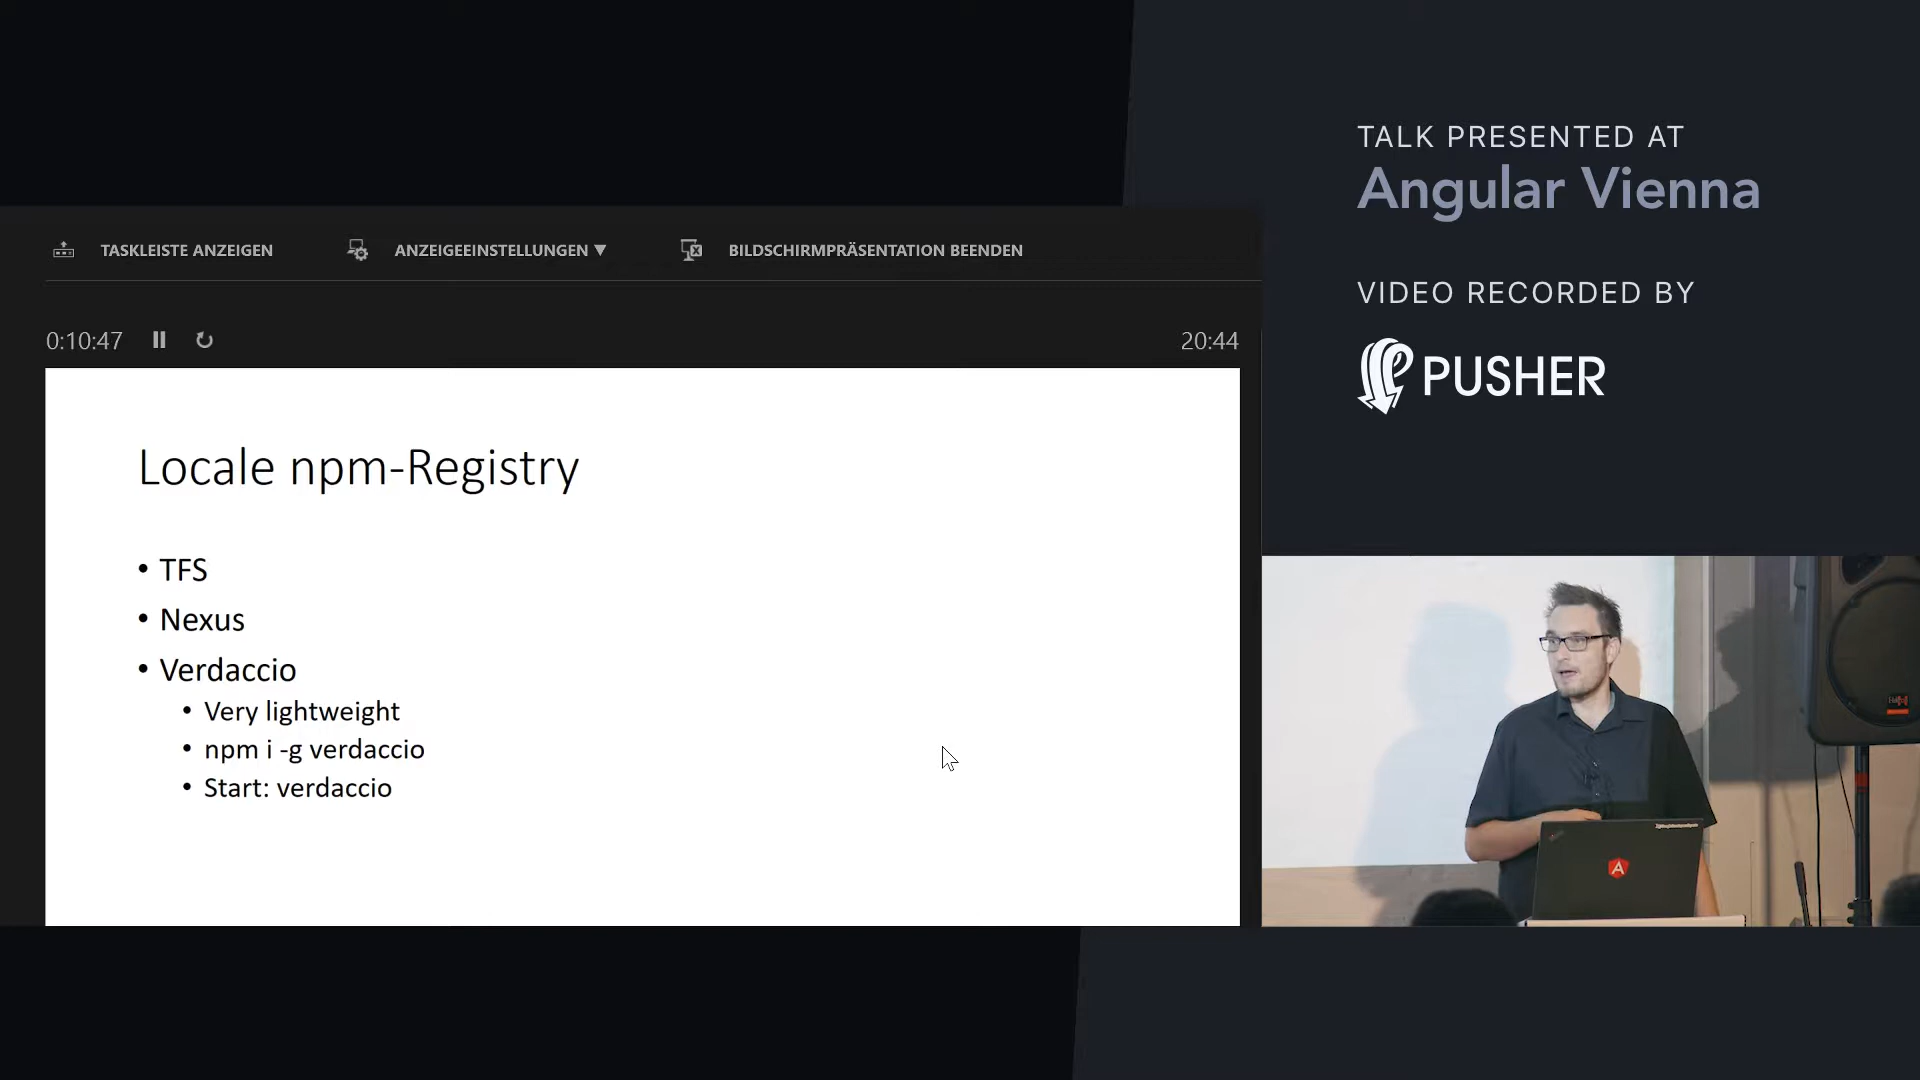 TALK PRESENTED AT
Angular Vienna
VIDEO RECORDED BY
PUSHER
TASKLEISTE ANZEIGEN
ANZEIGEEINSTELLUNGEN ▼
BILDSCHIRMPRÄSENTATION BEENDEN
0:10:47
20:44
Locale npm-Registry
• TFS
• Nexus
• Verdaccio
• Very lightweight
• npm i -g verdaccio
• Start: verdaccio